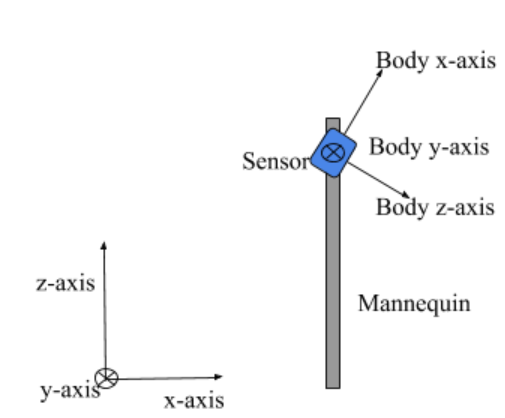 Body x-axis
Body y-axis
Sensor
Body z-axis
z-axis
Mannequin
y-axis
x-axis